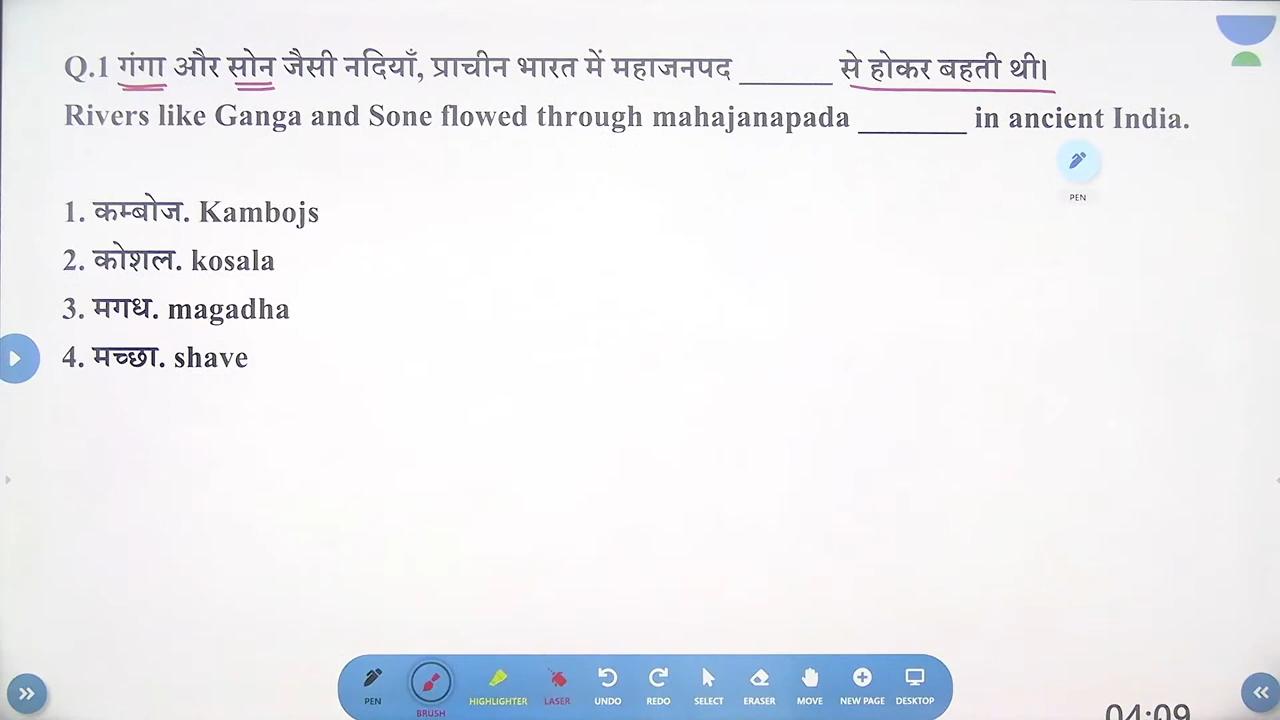 Q.1 गंगा और सोन जैसी नदियाँ, प्राचीन भारत में महाजनपद ______ से होकर बहती थी।
Rivers like Ganga and Sone flowed through mahajanapada _______ in ancient India.
PEN
1. कम्बोज. Kambojs
2. कोशल. kosala
3. मगध. magadha
4. मच्छा. shave
PEN BRUSH HIGHLIGHTER LASER UNDO REDO SELECT ERASER MOVE NEW PAGE DESKTOP
04:09